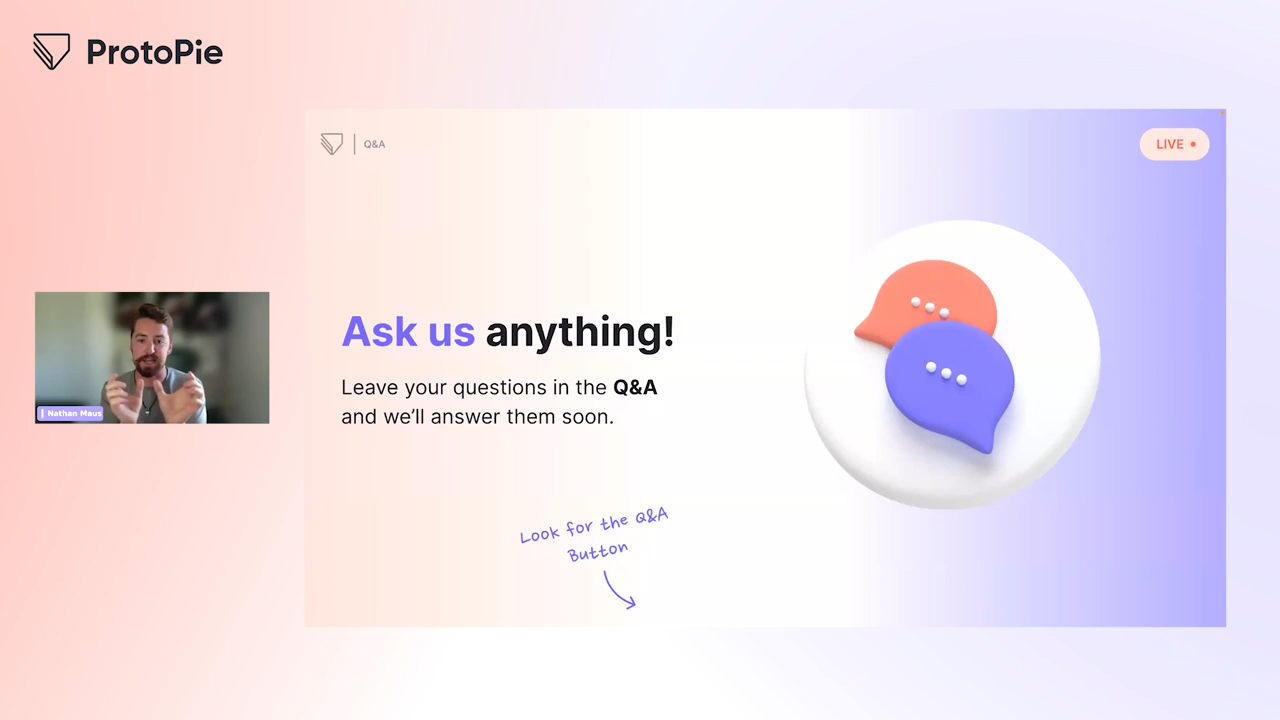 ProtoPie
Q&A
LIVE
Ask us anything!
Leave your questions in the Q&A
and we’ll answer them soon.
Look for the Q&A
Button
Nathan Maus